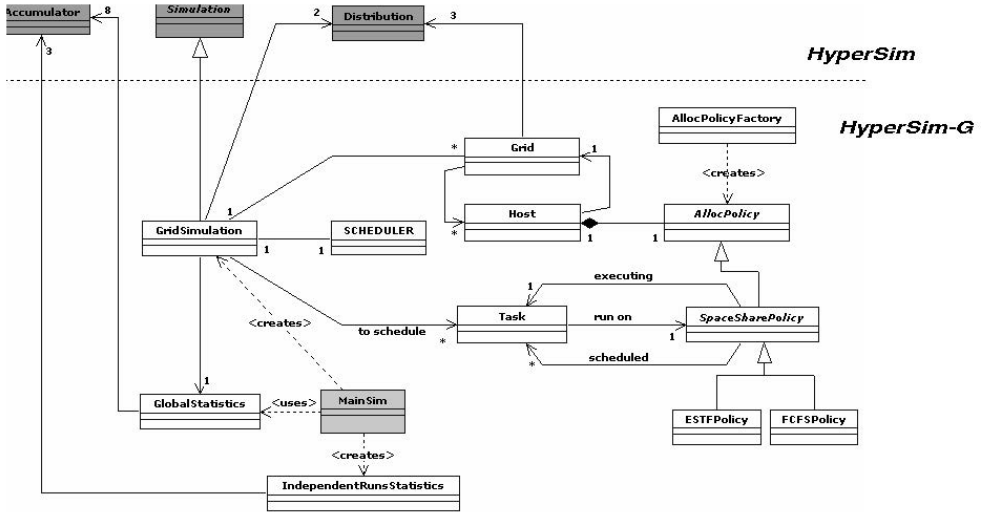 Accumulator
8
Simulation
2
Distribution
3
3
HyperSim
AllocPolicyFactory
HyperSim-G
*
Grid
1
<creates>
1
*
Host
1
1
AllocPolicy
GridSimulation
1
1
SCHEDULER
executing
1
<creates>
to schedule
*
Task
run on
1
SpaceSharePolicy
scheduled
*
1
GlobalStatistics
<uses>
MainSim
ESTFPolicy
FCFSPolicy
<creates>
IndependentRunsStatistics